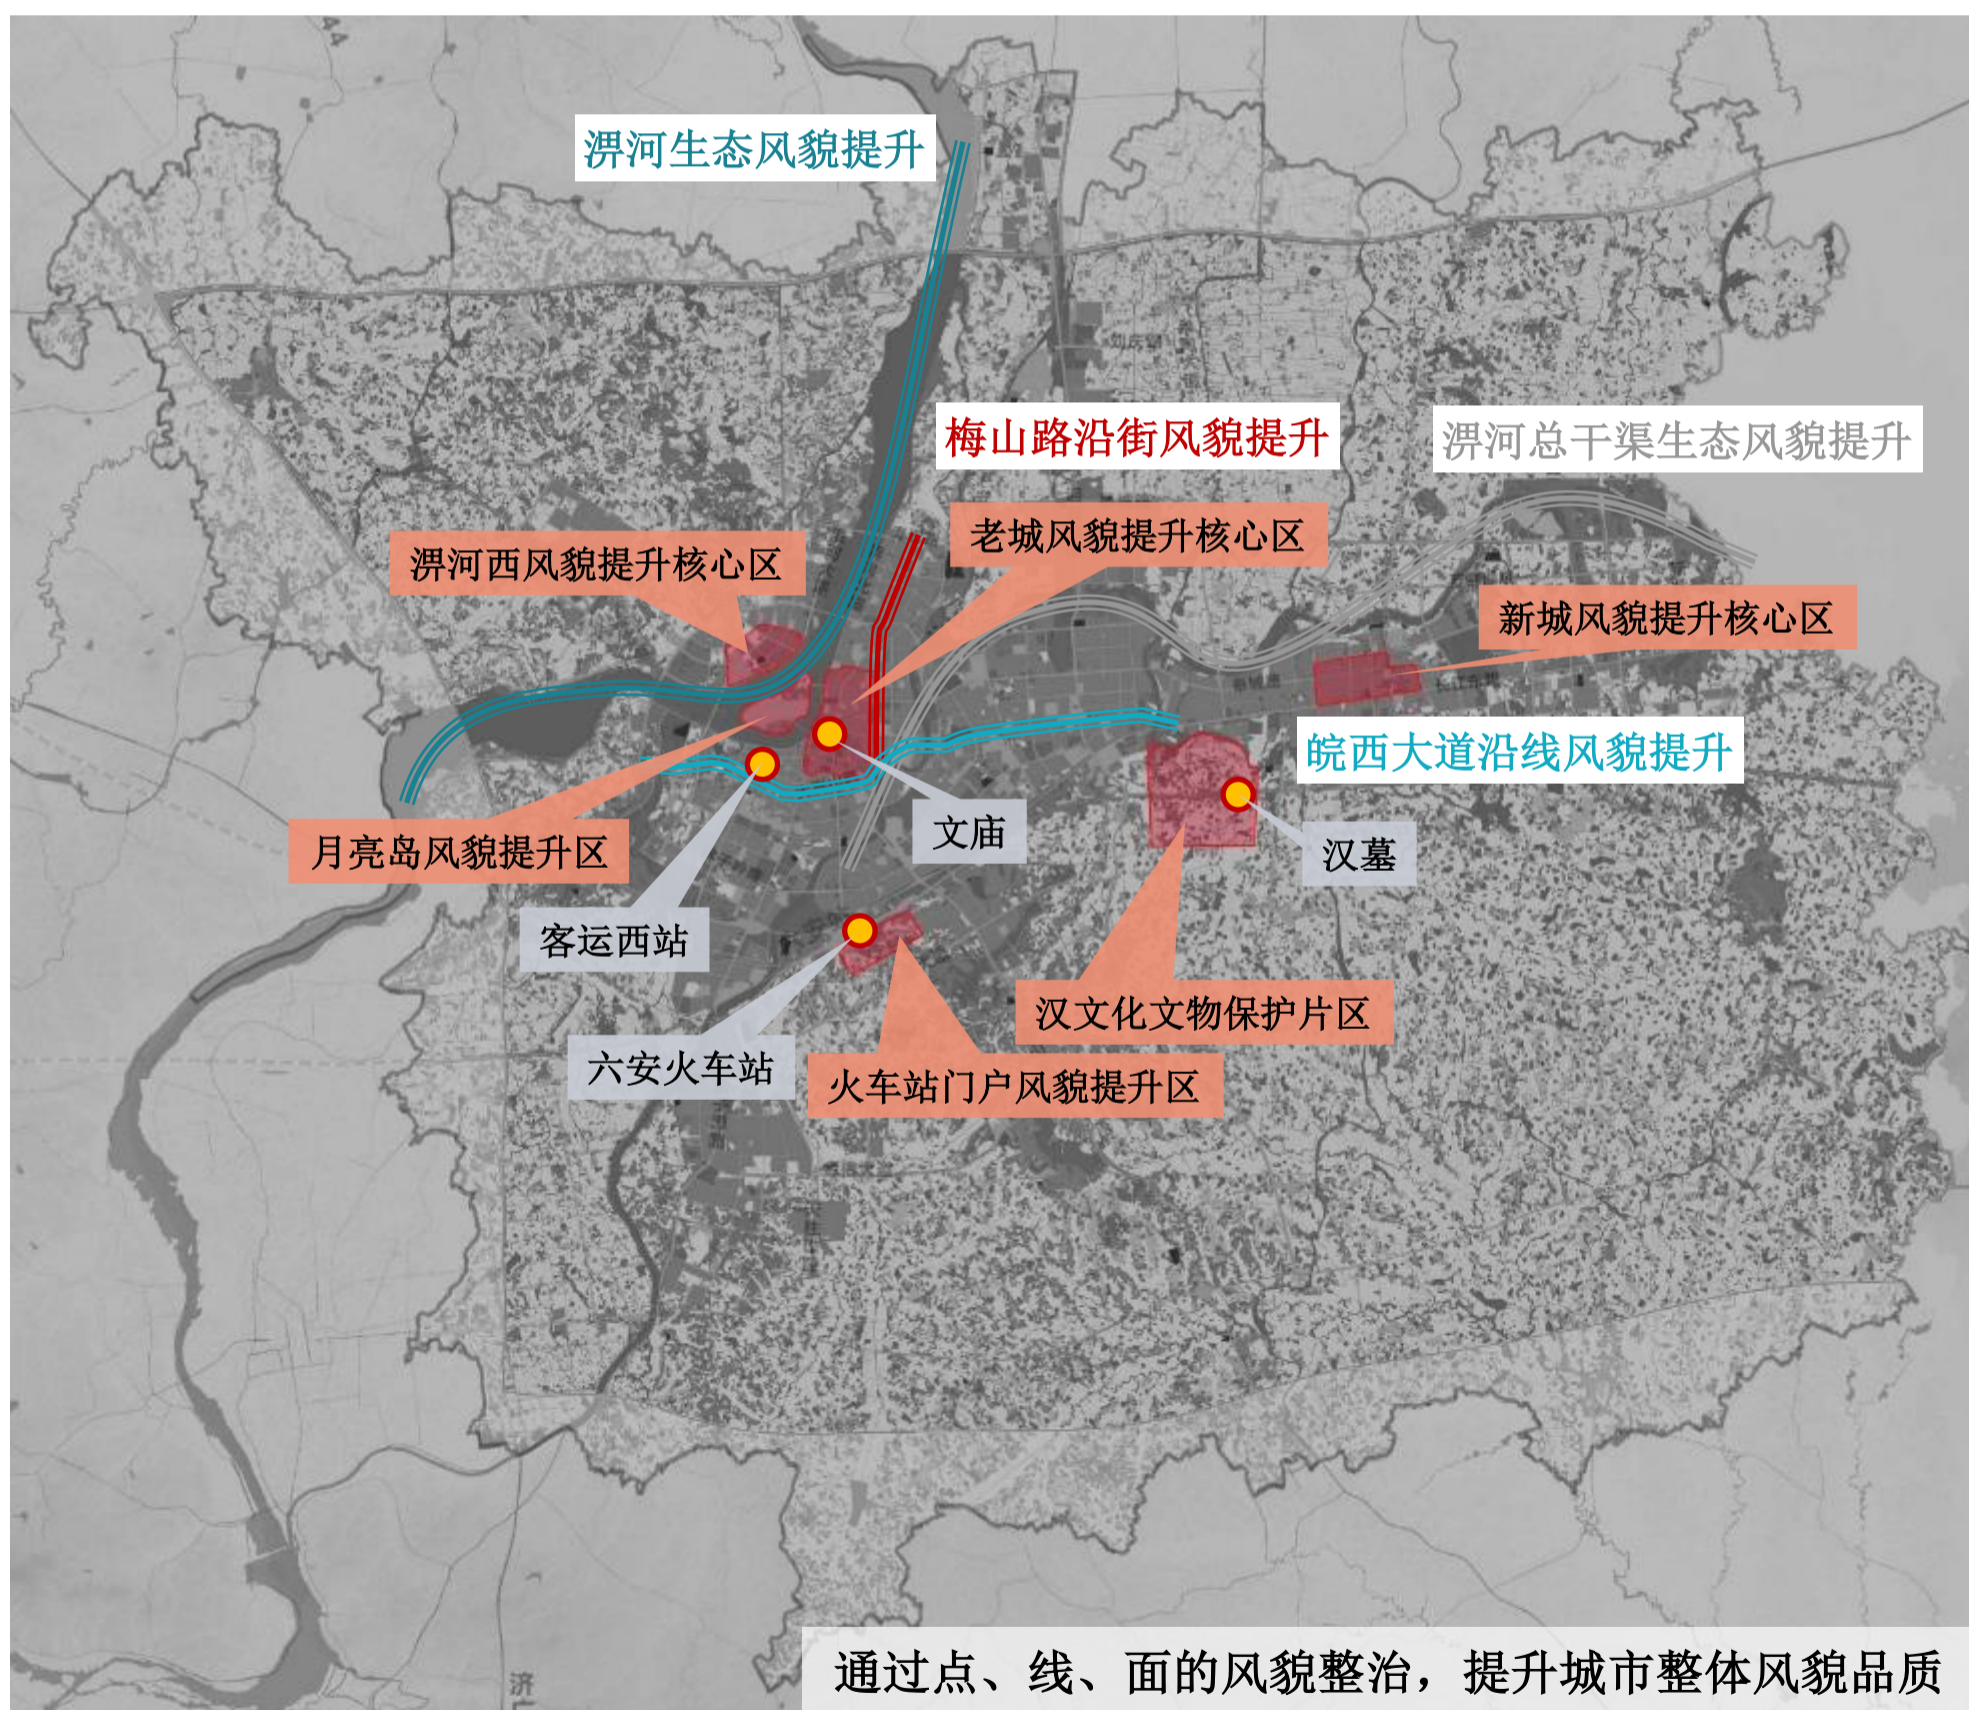 淠河生态风貌提升
梅山路沿街风貌提升
淠河总干渠生态风貌提升
老城风貌提升核心区
淠河西风貌提升核心区
新城风貌提升核心区
皖西大道沿线风貌提升
文庙
月亮岛风貌提升区
汉墓
客运西站
汉文化文物保护片区
六安火车站
火车站门户风貌提升区
济
通过点、线、面的风貌整治，提升城市整体风貌品质